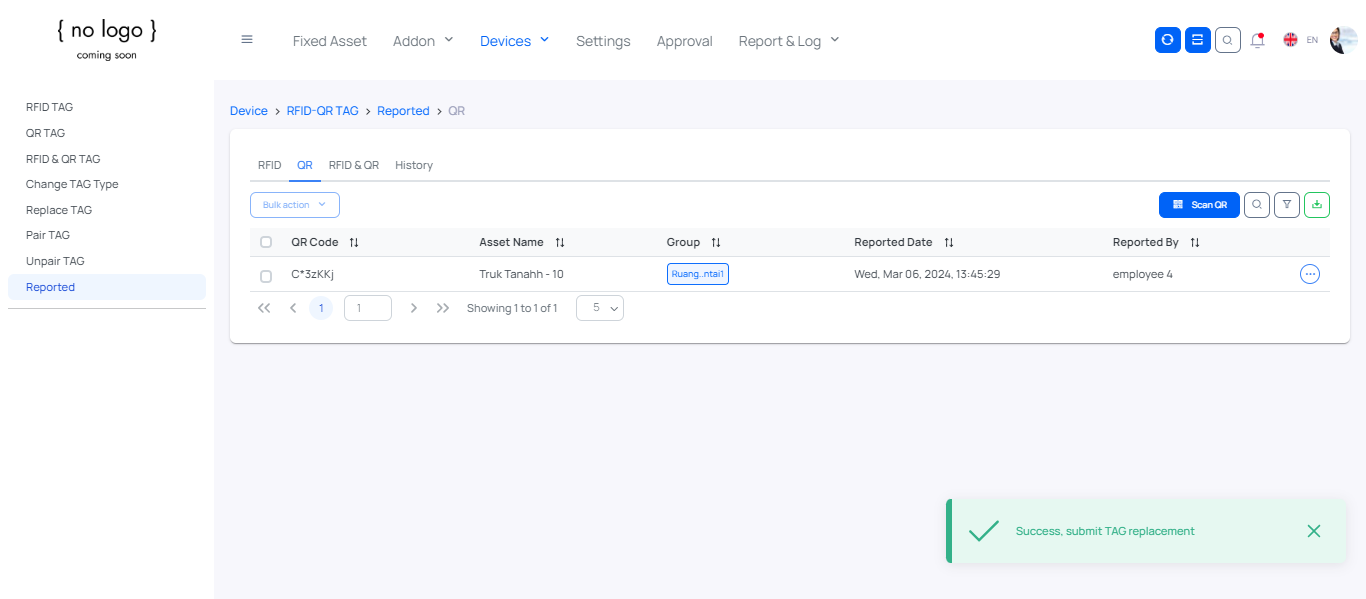 { no logo }
coming soon
Fixed Asset Addon Devices Settings Approval Report & Log EN
RFID TAG
QR TAG
RFID & QR TAG
Change TAG Type
Replace TAG
Pair TAG
Unpair TAG
Reported
Device > RFID-QR TAG > Reported > QR
RFID QR RFID & QR History
Bulk action Scan QR
QR Code Asset Name Group Reported Date Reported By
C*3zKKj Truk Tanahh - 10 Ruang...ntai1 Wed, Mar 06, 2024, 13:45:29 employee 4
1 1 Showing 1 to 1 of 1 5
Success, submit TAG replacement